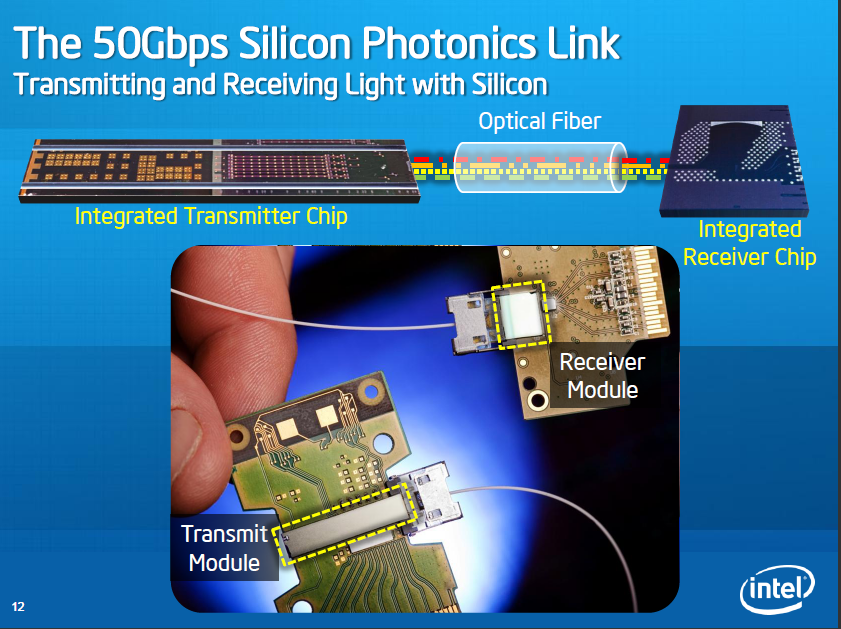 The 50Gbps Silicon Photonics Link
Transmitting and Receiving Light with Silicon
Optical Fiber
Integrated Transmitter Chip
Integrated
Receiver Chip
Receiver
Module
Transmit
Module
12
intel